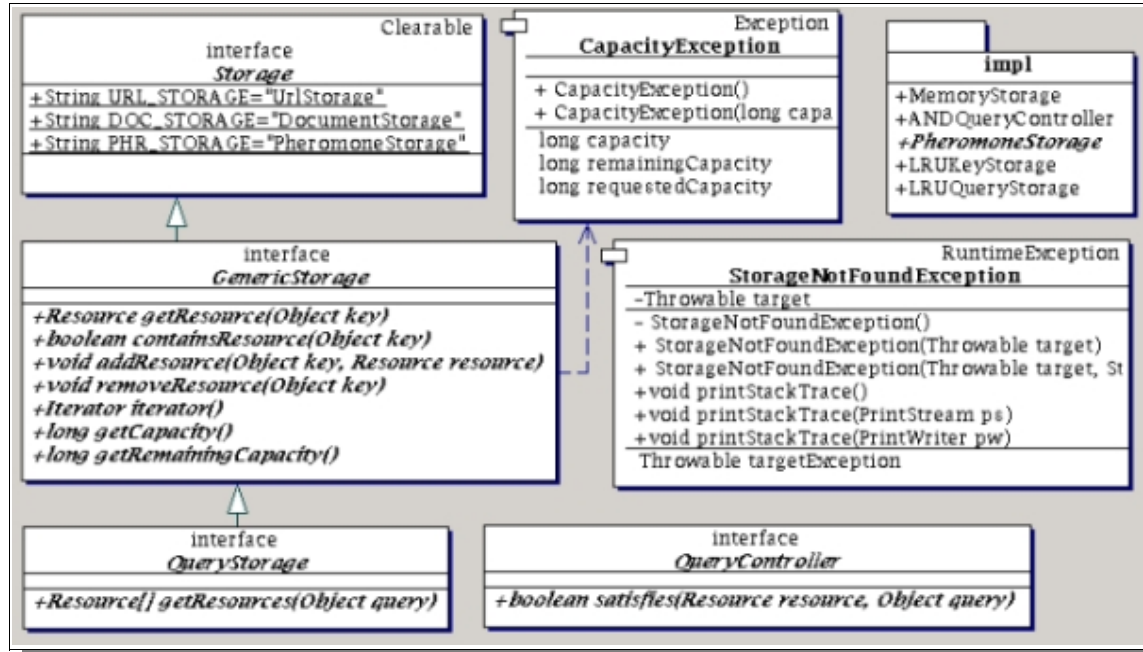 Clearable
interface
Storage
+String URL_STORAGE="UrlStorage"
+String DOC_STORAGE="DocumentStorage"
+String PHR_STORAGE="PheromoneStorage"
Exception
CapacityException
+ CapacityException()
+ CapacityException(long capa
long capacity
long remainingCapacity
long requestedCapacity
impl
+MemoryStorage
+ANDQueryController
+PheromoneStorage
+LRUKeyStorage
+LRUQueryStorage
interface
GenericStorage
+Resource getResource(Object key)
+boolean containsResource(Object key)
+void addResource(Object key, Resource resource)
+void removeResource(Object key)
+Iterator iterator()
+long getCapacity()
+long getRemainingCapacity()
RuntimeException
StorageNotFoundException
-Throwable target
- StorageNotFoundException()
+ StorageNotFoundException(Throwable target)
+ StorageNotFoundException(Throwable target, St
+void printStackTrace()
+void printStackTrace(PrintStream ps)
+void printStackTrace(PrintWriter pw)
Throwable targetException
interface
QueryStorage
+Resource[] getResources(Object query)
interface
QueryController
+boolean satisfies(Resource resource, Object query)